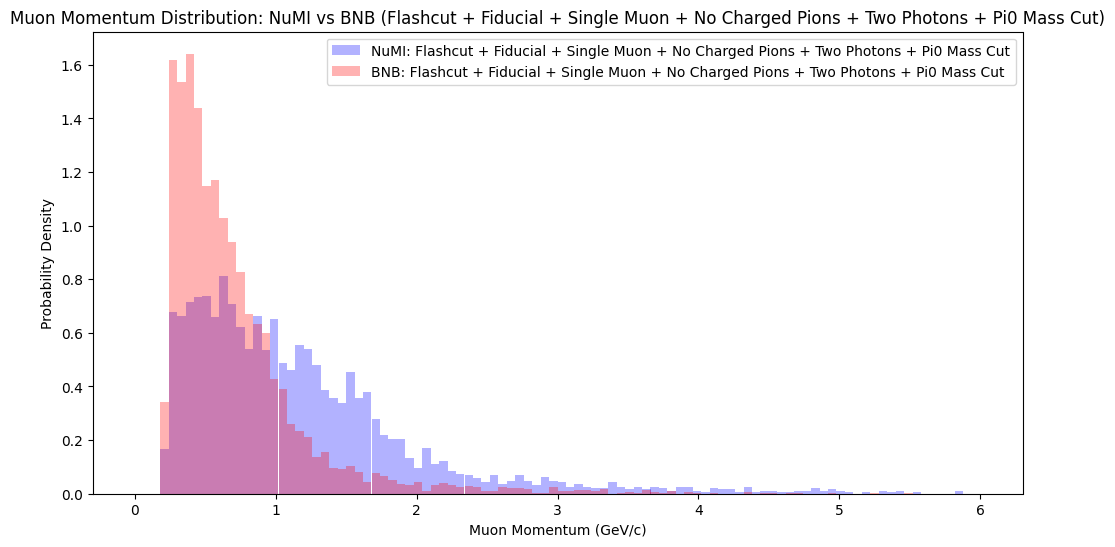 Muon Momentum Distribution: NuMI vs BNB (Flashcut + Fiducial + Single Muon + No Charged Pions + Two Photons + Pi0 Mass Cut)
NuMI: Flashcut + Fiducial + Single Muon + No Charged Pions + Two Photons + Pi0 Mass Cut
BNB: Flashcut + Fiducial + Single Muon + No Charged Pions + Two Photons + Pi0 Mass Cut
Probability Density
1.6
1.4
1.2
1.0
0.8
0.6
0.4
0.2
0.0
0 1 2 3 4 5 6
Muon Momentum (GeV/c)